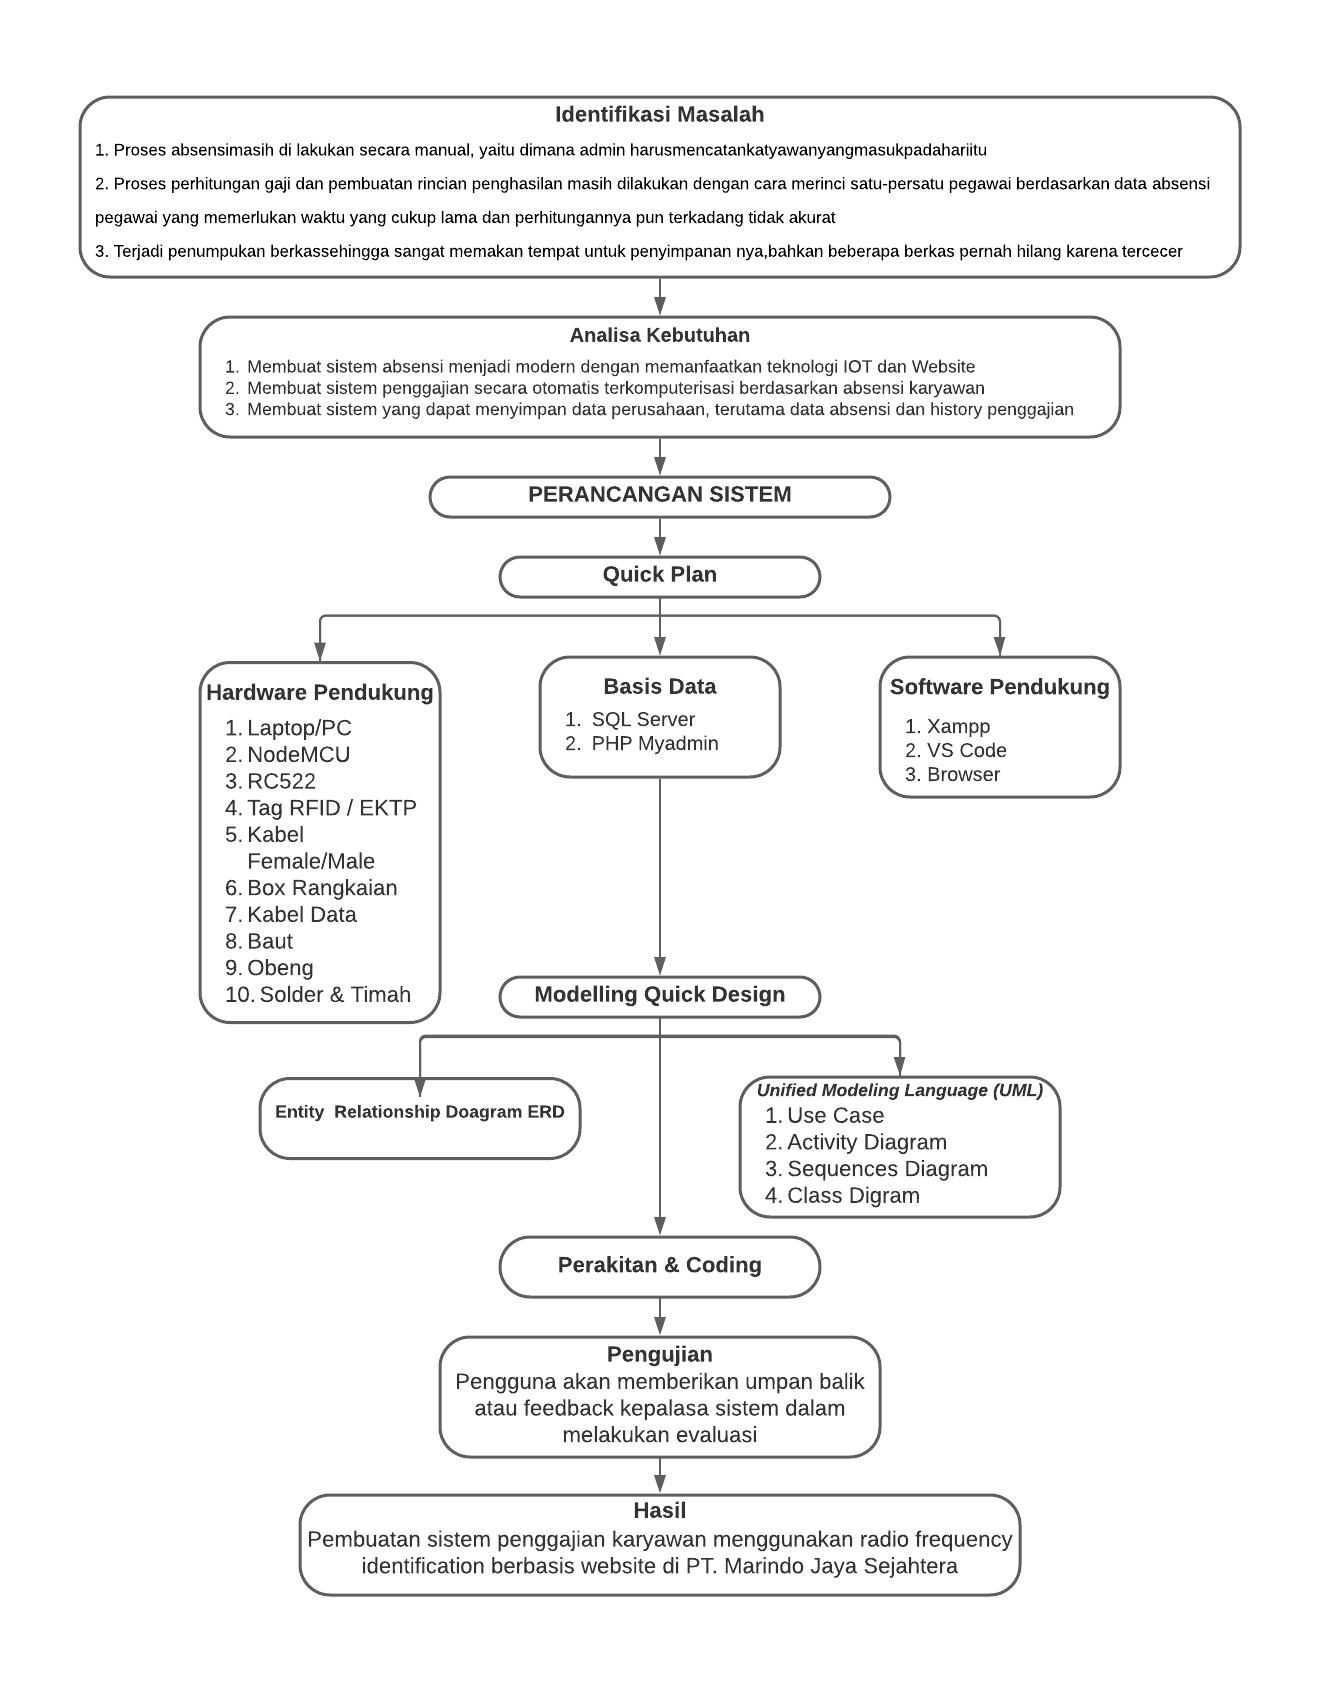 Identifikasi Masalah
1. Proses absensimasih di lakukan secara manual, yaitu dimana admin harusmencatankatyawanyangmasukpadahariitu
2. Proses perhitungan gaji dan pembuatan rincian penghasilan masih dilakukan dengan cara merinci satu-persatu pegawai berdasarkan data absensi
pegawai yang memerlukan waktu yang cukup lama dan perhitungannya pun terkadang tidak akurat
3. Terjadi penumpukan berkassehingga sangat memakan tempat untuk penyimpanan nya,bahkan beberapa berkas pernah hilang karena tercecer
Analisa Kebutuhan
1. Membuat sistem absensi menjadi modern dengan memanfaatkan teknologi IOT dan Website
2. Membuat sistem penggajian secara otomatis terkomputerisasi berdasarkan absensi karyawan
3. Membuat sistem yang dapat menyimpan data perusahaan, terutama data absensi dan history penggajian
PERANCANGAN SISTEM
Quick Plan
Hardware Pendukung
1. Laptop/PC
2. NodeMCU
3. RC522
4. Tag RFID / EKTP
5. Kabel
Female/Male
6. Box Rangkaian
7. Kabel Data
8. Baut
9. Obeng
10. Solder & Timah
Basis Data
1. SQL Server
2. PHP Myadmin
Software Pendukung
1. Xampp
2. VS Code
3. Browser
Modelling Quick Design
Entity Relationship Doagram ERD
Unified Modeling Language (UML)
1. Use Case
2. Activity Diagram
3. Sequences Diagram
4. Class Digram
Perakitan & Coding
Pengujian
Pengguna akan memberikan umpan balik
atau feedback kepalasa sistem dalam
melakukan evaluasi
Hasil
Pembuatan sistem penggajian karyawan menggunakan radio frequency
identification berbasis website di PT. Marindo Jaya Sejahtera